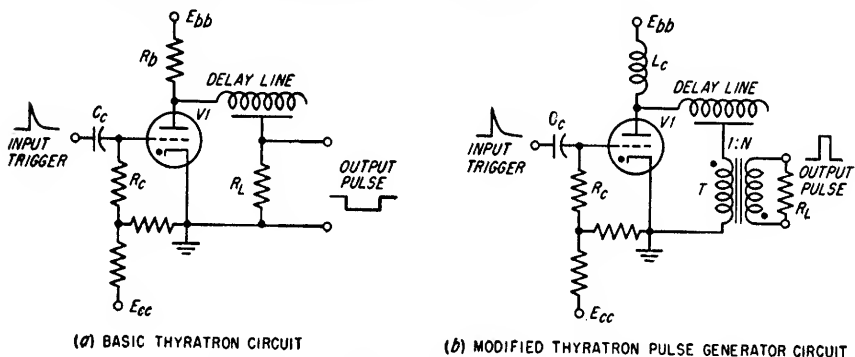 Ebb
Rb
DELAY LINE
Cc
V1
INPUT
TRIGGER
Rc
RL
OUTPUT
PULSE
Ecc
(a) BASIC THYRATRON CIRCUIT
Ebb
Lc
DELAY LINE
Cc
V1
1:N
INPUT
TRIGGER
Rc
T
OUTPUT
PULSE
RL
Ecc
(b) MODIFIED THYRATRON PULSE GENERATOR CIRCUIT